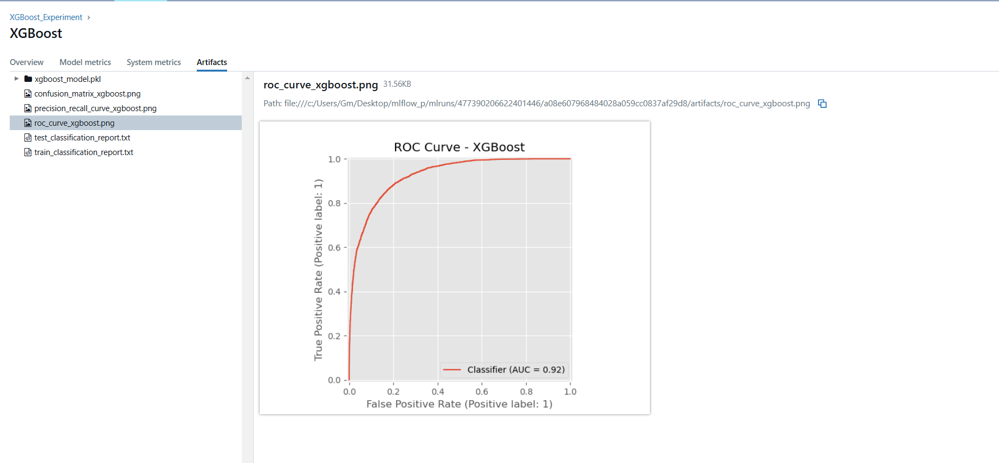 XGBoost_Experiment ›
XGBoost
Overview Model metrics System metrics Artifacts
xgboost_model.pkl
confusion_matrix_xgboost.png
precision_recall_curve_xgboost.png
roc_curve_xgboost.png
test_classification_report.txt
train_classification_report.txt
roc_curve_xgboost.png 31.56KB
Path: file:///c:/Users/Gm/Desktop/mlflow_p/mlruns/477390206622401446/a08e607968484028a059cc0837af29d8/artifacts/roc_curve_xgboost.png
ROC Curve - XGBoost
True Positive Rate (Positive label: 1)
1.0
0.8
0.6
0.4
0.2
0.0
Classifier (AUC = 0.92)
0.0 0.2 0.4 0.6 0.8 1.0
False Positive Rate (Positive label: 1)